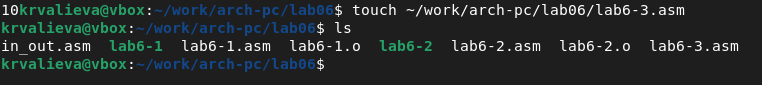 10krvalieva@vbox:~/work/arch-pc/lab06$ touch ~/work/arch-pc/lab06/lab6-3.asm
krvalieva@vbox:~/work/arch-pc/lab06$ ls
in_out.asm  lab6-1  lab6-1.asm  lab6-1.o  lab6-2  lab6-2.asm  lab6-2.o  lab6-3.asm
krvalieva@vbox:~/work/arch-pc/lab06$